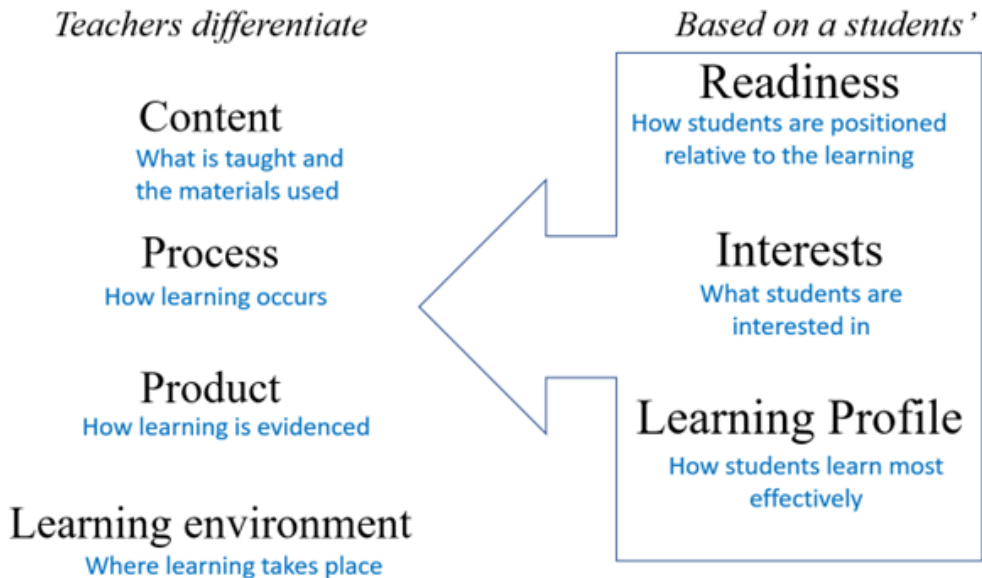 Teachers differentiate
Content
What is taught and
the materials used
Process
How learning occurs
Product
How learning is evidenced
Learning environment
Where learning takes place
Based on a students’
Readiness
How students are positioned
relative to the learning
Interests
What students are
interested in
Learning Profile
How students learn most
effectively